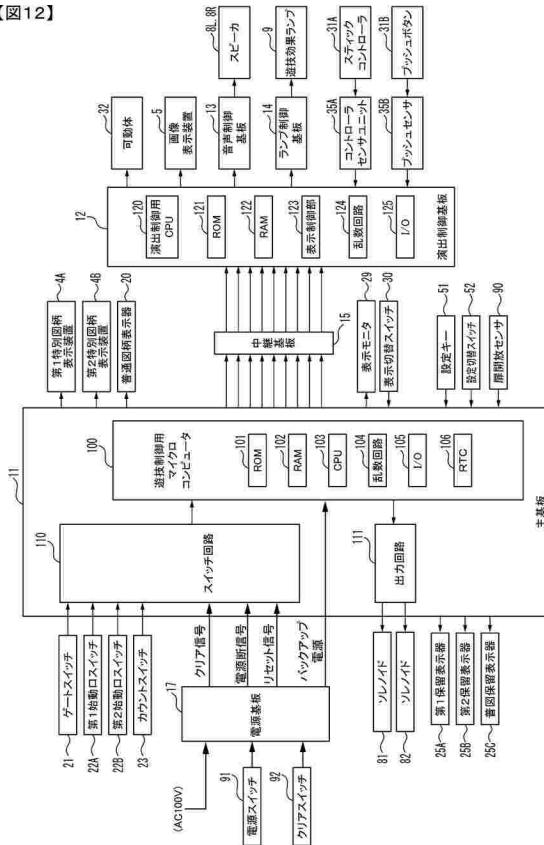 【図12】
11
主基板
110
スイッチ回路
100
遊技制御用
マイクロ
コンピュータ
101
ROM
102
RAM
103
CPU
104
乱数回路
105
I/O
106
RTC
111
出力回路
21
ゲートスイッチ
22A
第1始動口スイッチ
22B
第2始動口スイッチ
23
カウントスイッチ
クリア信号
電源断信号
リセット信号
バックアップ
電源
17
電源基板
(AC100V)
91
電源スイッチ
92
クリアスイッチ
81
ソレノイド
82
ソレノイド
25A
第1保留表示器
25B
第2保留表示器
25C
普図保留表示器
4A
第1特別図柄
表示装置
4B
第2特別図柄
表示装置
20
普通図柄表示器
中継
基板
15
29
表示モニタ
30
表示切替スイッチ
51
設定キー
52
設定切替スイッチ
90
扉開放センサ
12
演出制御基板
120
演出制御用
CPU
121
ROM
122
RAM
123
表示制御部
124
乱数回路
125
I/O
32
可動体
5
画像
表示装置
13
音声制御
基板
8L. 8R
スピーカ
14
ランプ制御
基板
9
遊技効果ランプ
35A
コントローラ
センサユニット
31A
スティック
コントローラ
35B
プッシュセンサ
31B
プッシュボタン